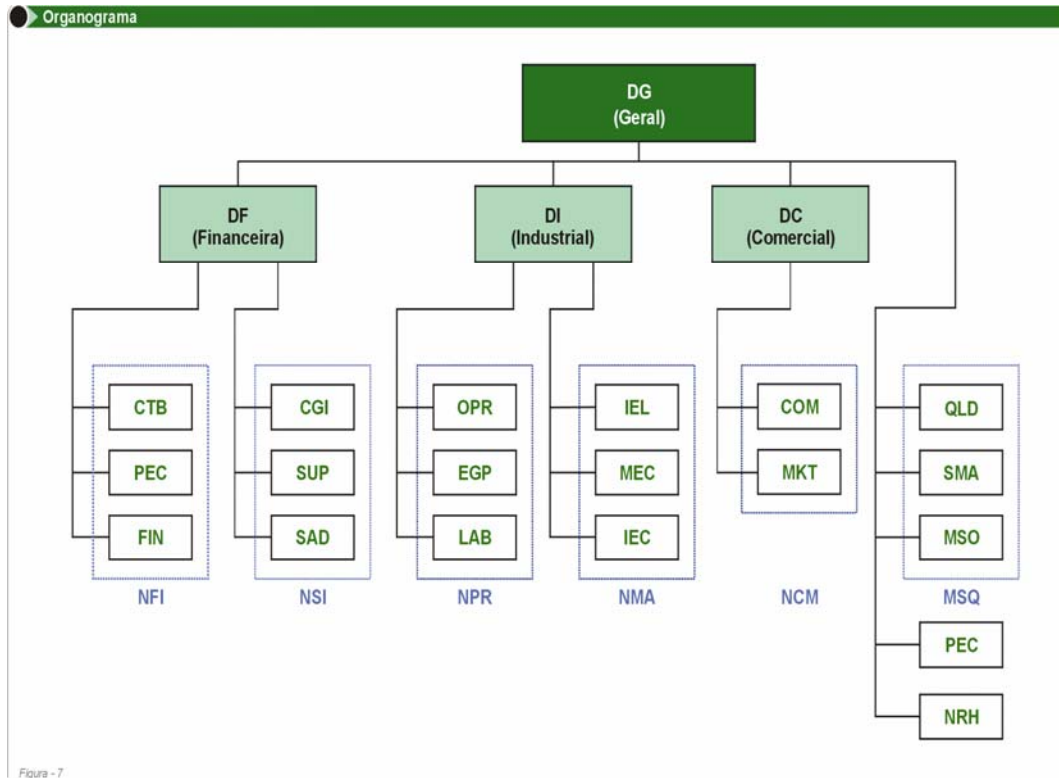 Organograma
DG
(Geral)
DF
(Financeira)
DI
(Industrial)
DC
(Comercial)
CTB
CGI
OPR
IEL
COM
QLD
PEC
SUP
EGP
MEC
MKT
SMA
FIN
SAD
LAB
IEC
MSO
NFI
NSI
NPR
NMA
NCM
MSQ
PEC
NRH
Figura - 7